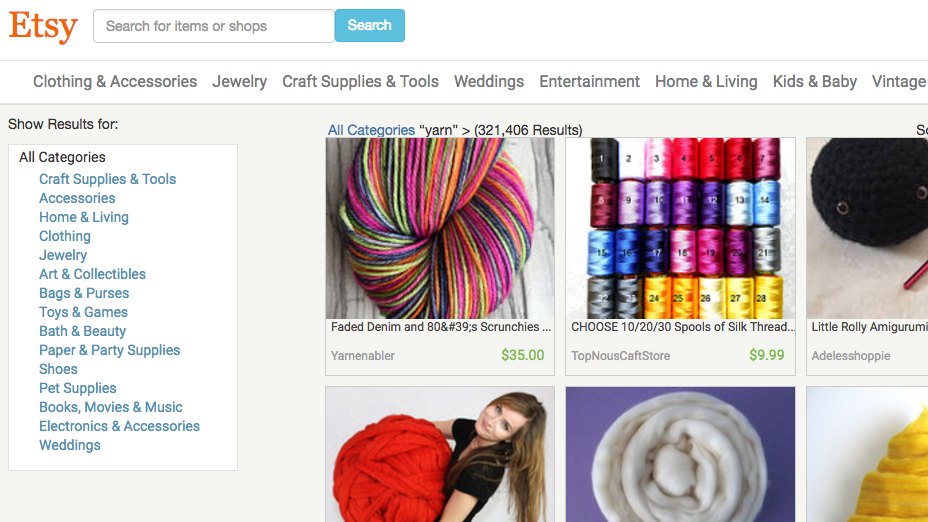 Etsy
Search for items or shops
Search
Clothing & Accessories Jewelry Craft Supplies & Tools Weddings Entertainment Home & Living Kids & Baby Vintage
Show Results for:
All Categories
Craft Supplies & Tools
Accessories
Home & Living
Clothing
Jewelry
Art & Collectibles
Bags & Purses
Toys & Games
Bath & Beauty
Paper & Party Supplies
Shoes
Pet Supplies
Books, Movies & Music
Electronics & Accessories
Weddings
All Categories “yarn” > (321,406 Results)
Faded Denim and 80&#39;s Scrunchies ...
Yarnenabler
$35.00
1 2 3 4 5 6 7
8 9 10 11 12 13 14
15 16 17 18 19 20 21
22 23 24 25 26 27 28
CHOOSE 10/20/30 Spools of Silk Thread...
TopNousCaftStore
$9.99
Little Rolly Amigurumi
Adelesshoppie